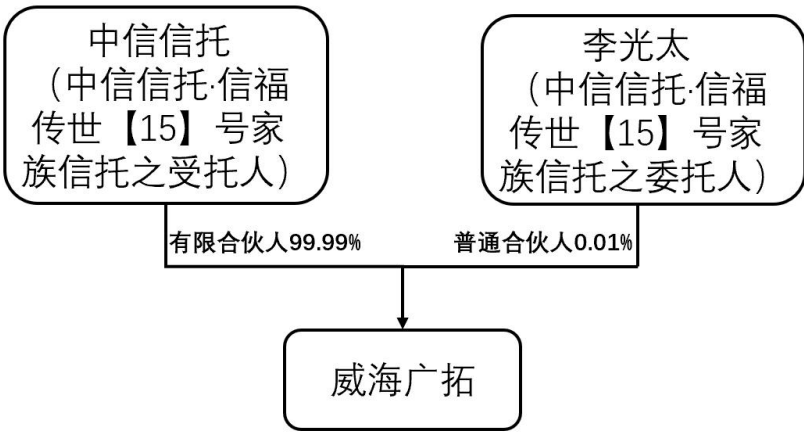 中信信托
（中信信托·信福
传世【15】号家
族信托之受托人）
李光太
（中信信托·信福
传世【15】号家
族信托之委托人）
有限合伙人99.99%
普通合伙人0.01%
威海广拓